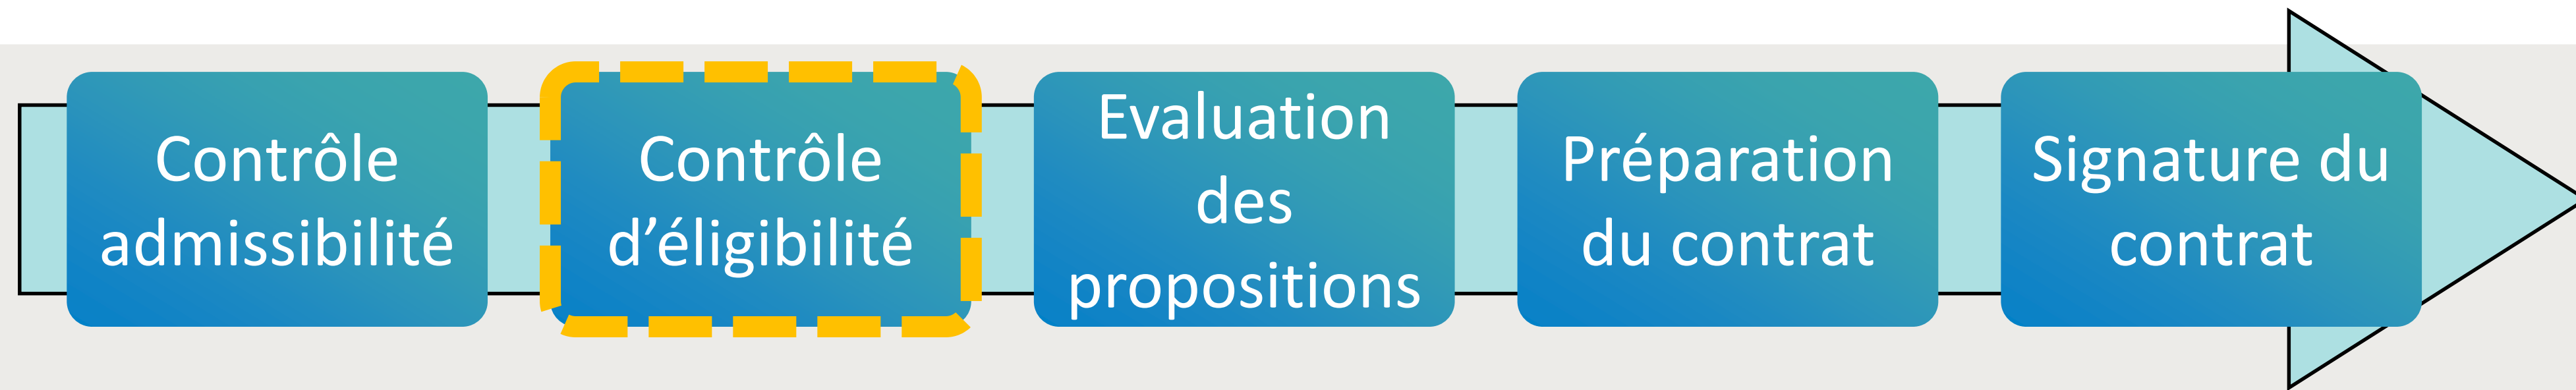 Contrôle
admissibilité
Contrôle
d’éligibilité
Evaluation
des
propositions
Préparation
du contrat
Signature du
contrat